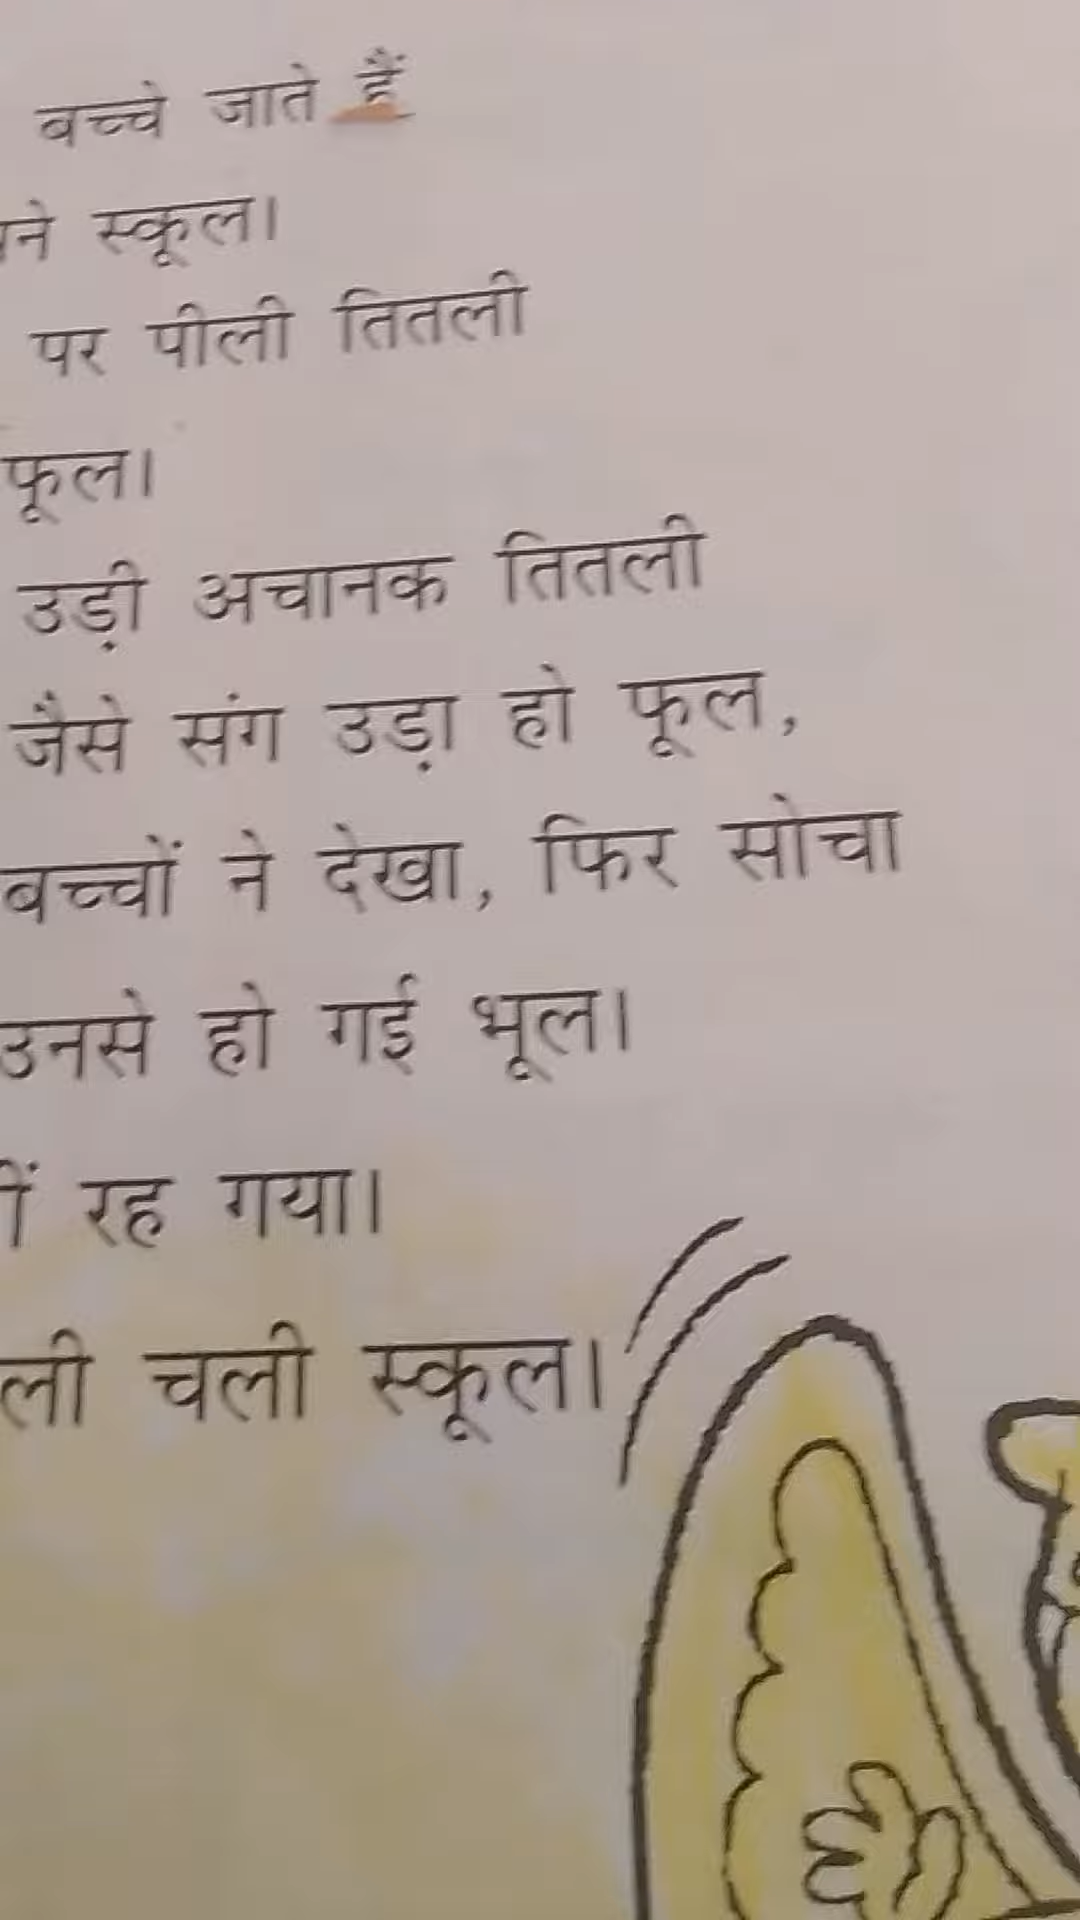 बच्चे जाते हैं
स्कूल।
पर पीली तितली
फूल।
उड़ी अचानक तितली
जैसे संग उड़ा हो फूल,
बच्चों ने देखा, फिर सोचा
उनसे हो गई भूल।
रह गया।
चली स्कूल।